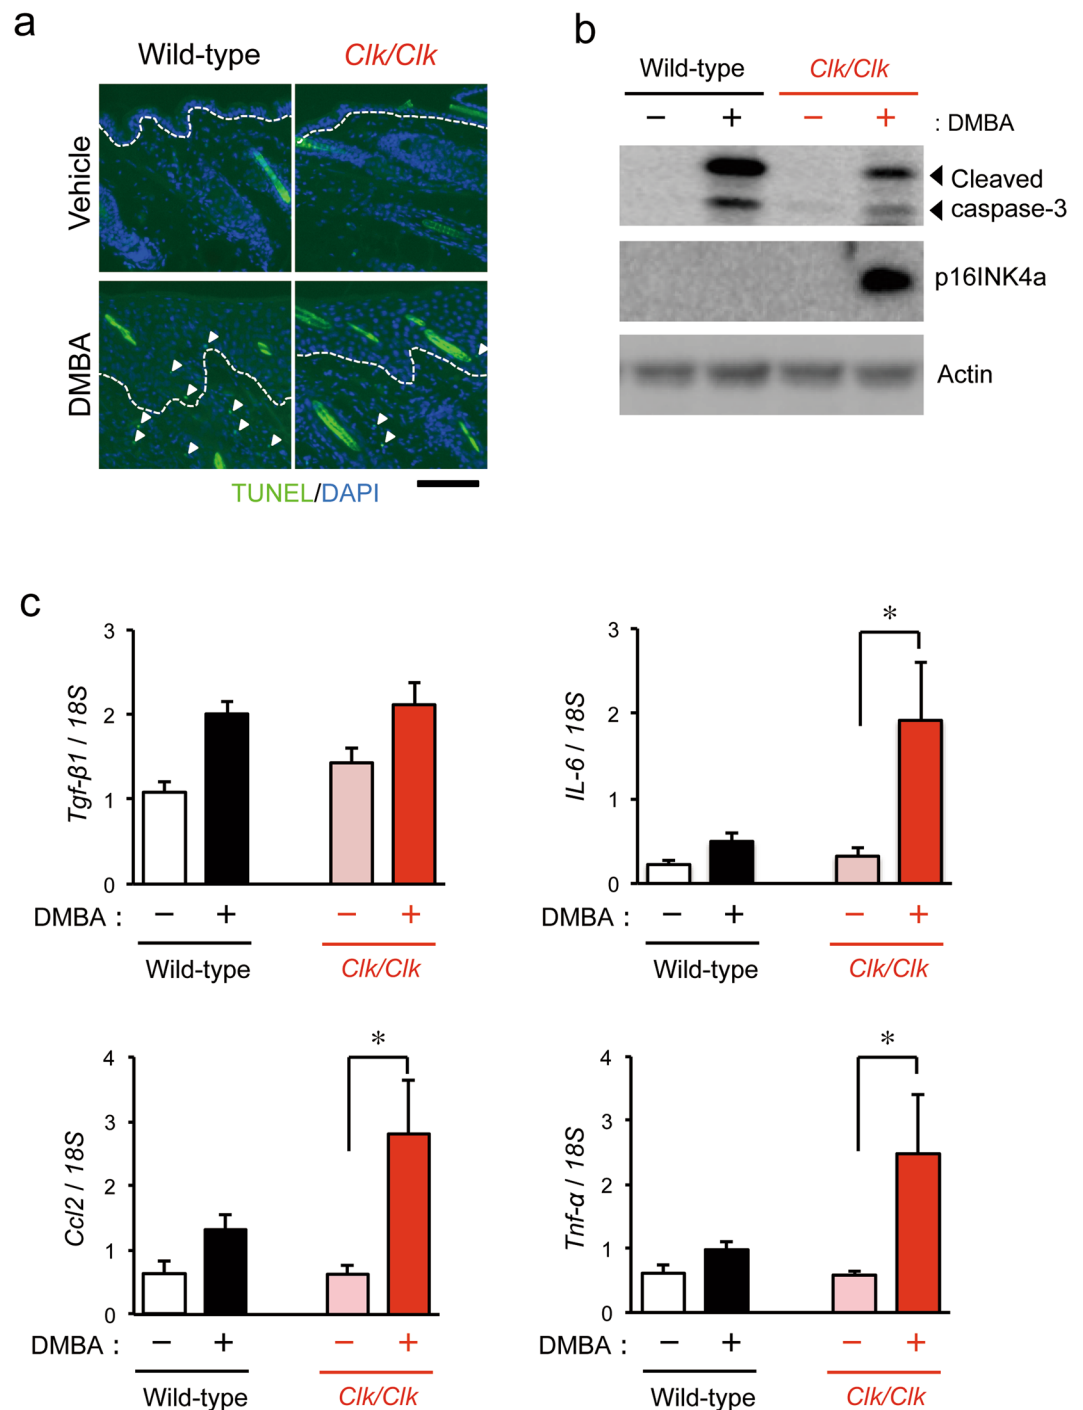 a
Wild-type Clk/Clk
Vehicle
DMBA
TUNEL/DAPI
b
Wild-type Clk/Clk
− + − + : DMBA
Cleaved
caspase-3
p16INK4a
Actin
c
Tgf-β1 / 18S
3
2
1
0
DMBA : − + − +
Wild-type Clk/Clk
IL-6 / 18S
3
2
1
0
*
DMBA : − + − +
Wild-type Clk/Clk
Ccl2 / 18S
4
3
2
1
0
*
DMBA : − + − +
Wild-type Clk/Clk
Tnf-α / 18S
4
3
2
1
0
*
DMBA : − + − +
Wild-type Clk/Clk